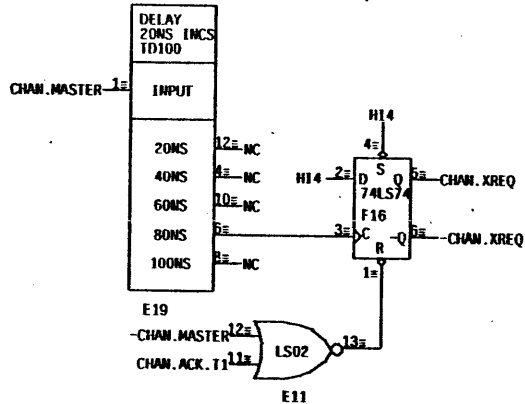 DELAY
20NS INCS
TD100
CHAN.MASTER 1 INPUT
20NS 12 NC
40NS 4 NC
60NS 10 NC
80NS 6
100NS 8 NC
E19
HI4
4
S
HI4 2 D Q 5 CHAN.XREQ
74LS74
F16
3 C -Q 6 -CHAN.XREQ
R
1
-CHAN.MASTER 12
LS02 13
CHAN.ACK.T1 11
E11